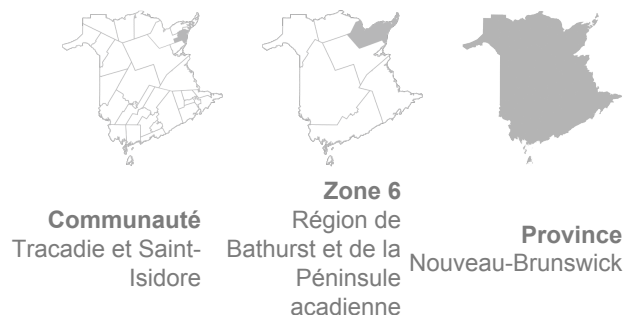 Communauté
Tracadie et Saint-
Isidore
Zone 6
Région de
Bathurst et de la
Péninsule
acadienne
Province
Nouveau-Brunswick